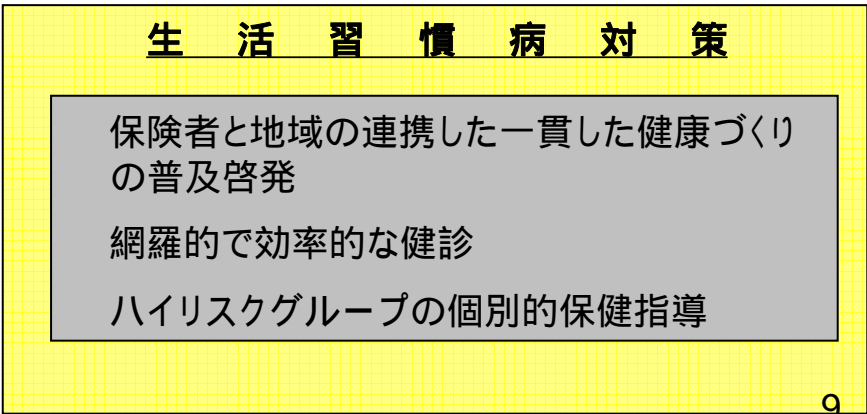 生活習慣病対策
保険者と地域の連携した一貫した健康づくり
の普及啓発
網羅的で効率的な健診
ハイリスクグループの個別的保健指導
9